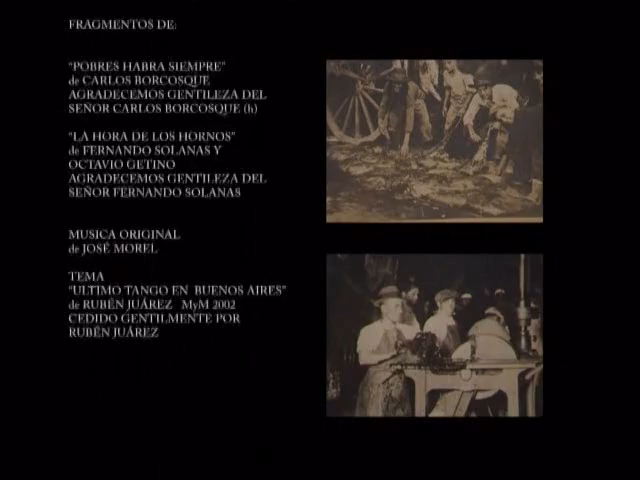 FRAGMENTOS DE:
"POBRES HABRA SIEMPRE"
de CARLOS BORCOSQUE
AGRADECEMOS GENTILEZA DEL
SEÑOR CARLOS BORCOSQUE (h)
"LA HORA DE LOS HORNOS"
de FERNANDO SOLANAS Y
OCTAVIO GETINO
AGRADECEMOS GENTILEZA DEL
SEÑOR FERNANDO SOLANAS
MUSICA ORIGINAL
de JOSÉ MOREL
TEMA
"ULTIMO TANGO EN BUENOS AIRES"
de RUBÉN JUÁREZ MyM 2002
CEDIDO GENTILMENTE POR
RUBÉN JUÁREZ